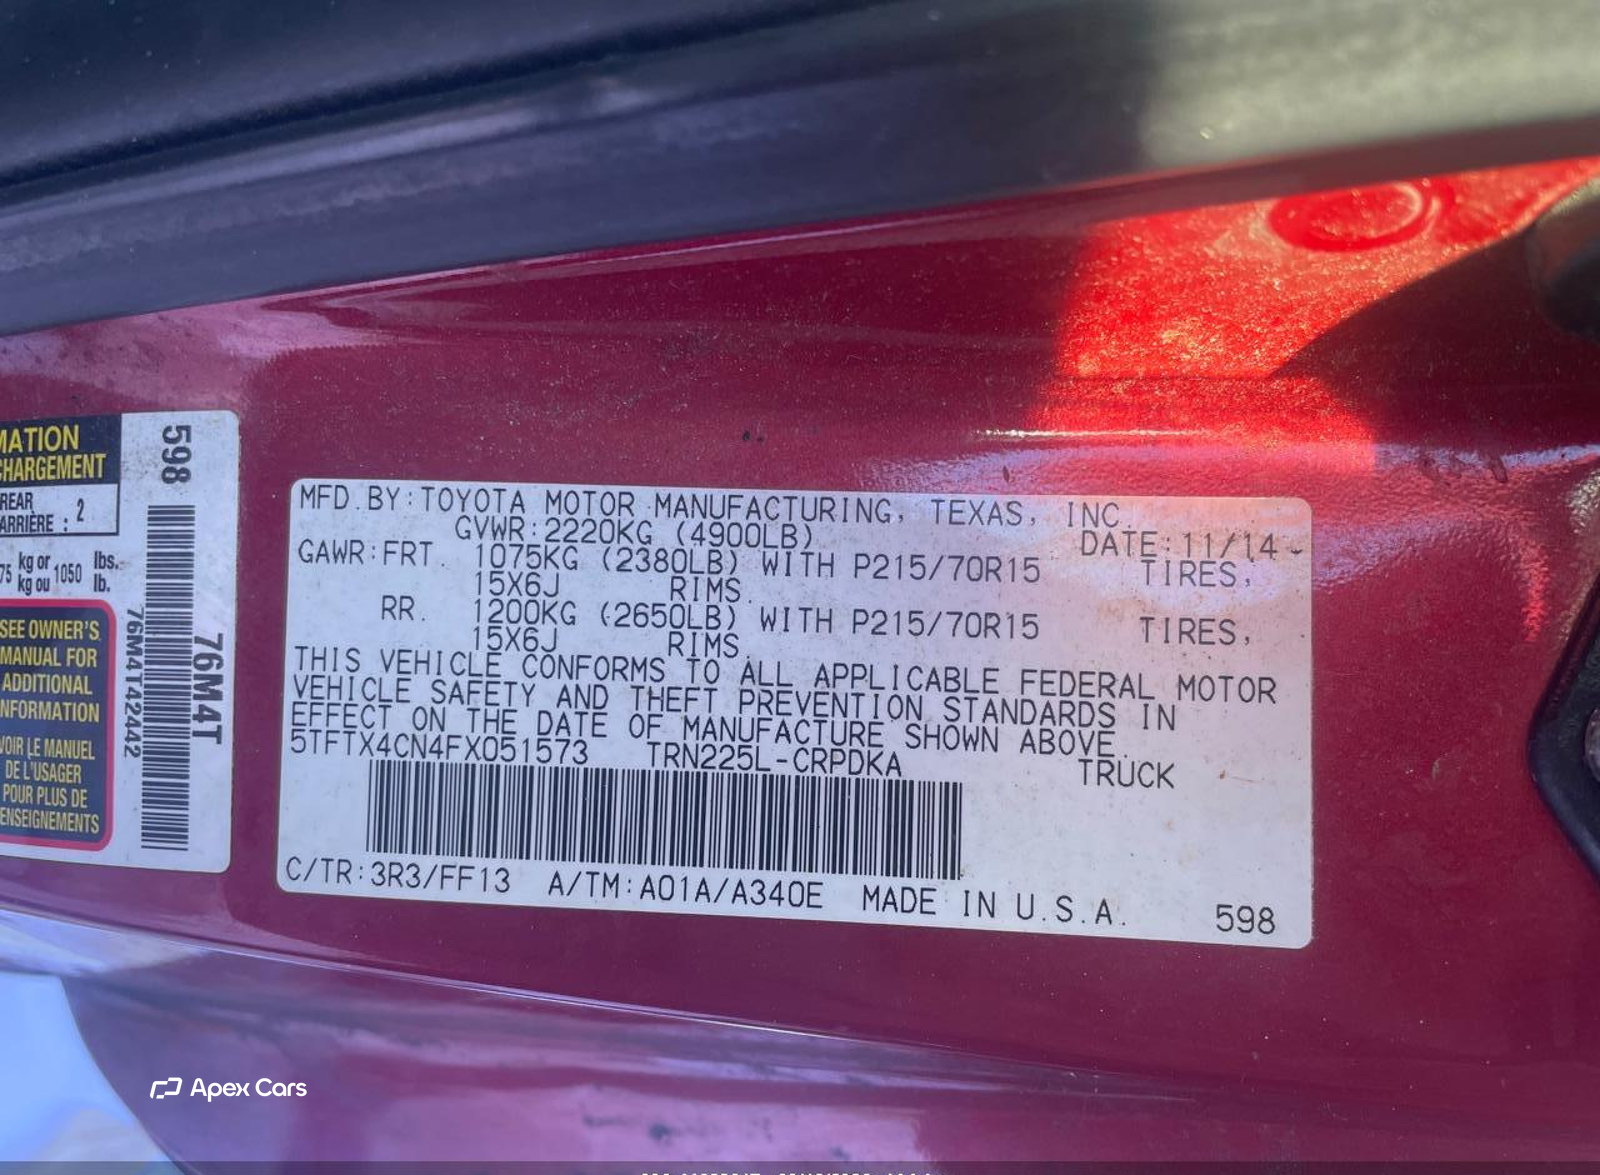 MATION
CHARGEMENT
REAR
ARRIÈRE : 2
75 kg or
kg ou 1050 lbs.
lb.
SEE OWNER'S
MANUAL FOR
ADDITIONAL
INFORMATION
VOIR LE MANUEL
DE L'USAGER
POUR PLUS DE
RENSEIGNEMENTS
598
76M4T
76M4T42442
MFD.BY:TOYOTA MOTOR MANUFACTURING, TEXAS, INC.
GVWR:2220KG (4900LB) DATE:11/14
GAWR:FRT. 1075KG (2380LB) WITH P215/70R15 TIRES,
15X6J RIMS.
RR. 1200KG (2650LB) WITH P215/70R15 TIRES,
15X6J RIMS.
THIS VEHICLE CONFORMS TO ALL APPLICABLE FEDERAL MOTOR
VEHICLE SAFETY AND THEFT PREVENTION STANDARDS IN
EFFECT ON THE DATE OF MANUFACTURE SHOWN ABOVE.
5TFTX4CN4FX051573 TRN225L-CRPDKA TRUCK
C/TR:3R3/FF13 A/TM:A01A/A340E MADE IN U.S.A.
598
Apex Cars